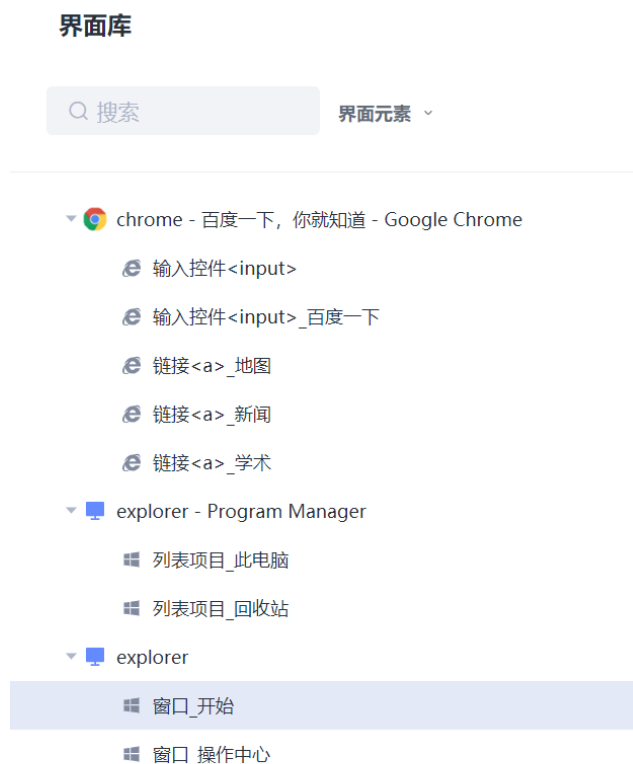 界面库
搜索 界面元素
chrome - 百度一下，你就知道 - Google Chrome
输入控件<input>
输入控件<input>_百度一下
链接<a>_地图
链接<a>_新闻
链接<a>_学术
explorer - Program Manager
列表项目_此电脑
列表项目_回收站
explorer
窗口_开始
窗口_操作中心